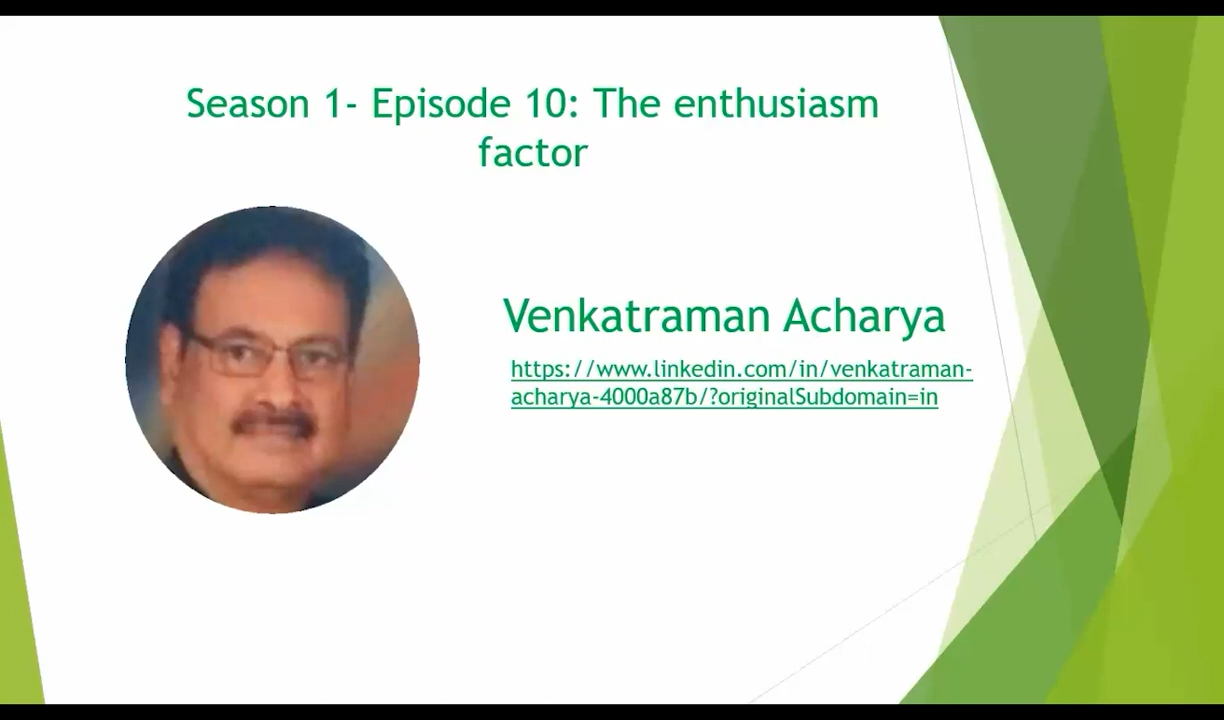 Season 1- Episode 10: The enthusiasm
factor
Venkatraman Acharya
https://www.linkedin.com/in/venkatraman-
acharya-4000a87b/?originalSubdomain=in